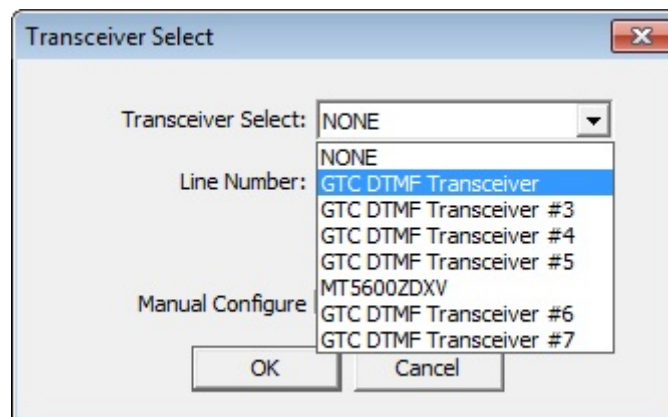 Transceiver Select
Transceiver Select: NONE
NONE
Line Number: GTC DTMF Transceiver
GTC DTMF Transceiver #3
GTC DTMF Transceiver #4
GTC DTMF Transceiver #5
MT5600ZDXV
Manual Configure GTC DTMF Transceiver #6
GTC DTMF Transceiver #7
OK Cancel